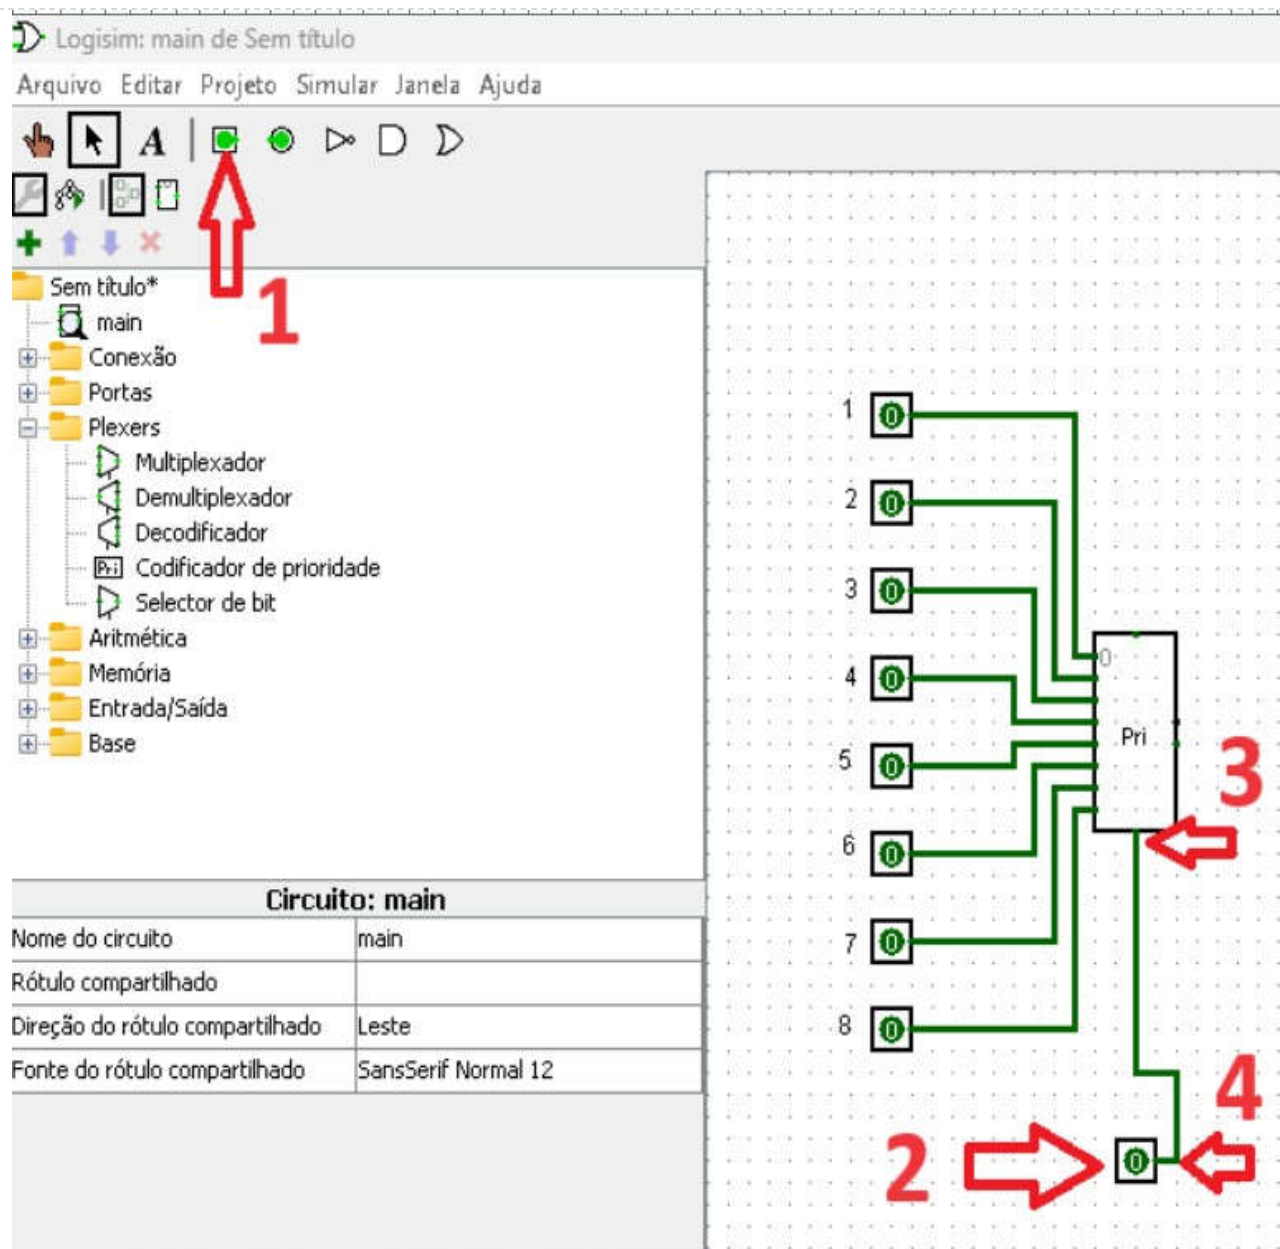 Logisim: main de Sem título
Arquivo Editar Projeto Simular Janela Ajuda
A
1
Sem título*
main
Conexão
Portas
Plexers
Multiplexador
Demultiplexador
Decodificador
Pri Codificador de prioridade
Selector de bit
Aritmética
Memória
Entrada/Saída
Base
Circuito: main
Nome do circuito main
Rótulo compartilhado
Direção do rótulo compartilhado Leste
Fonte do rótulo compartilhado SansSerif Normal 12
1 0
2 0
3 0
0
4 0
Pri
3
5 0
6 0
7 0
8 0
4
2 0